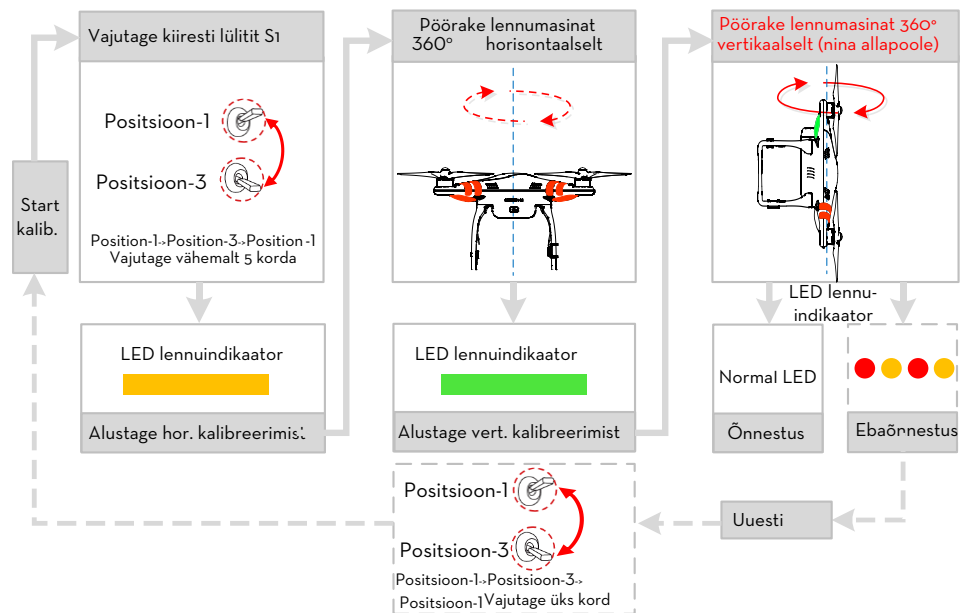 Vajutage kiiresti lülitit S1
Positsioon-1
Positsioon-3
Position-1->Position-3->Position-1
Vajutage vähemalt 5 korda
Start
kalib.
LED lennuindikaator
Alustage hor. kalibreerimist
Pöörake lennumasinat
360° horisontaalselt
LED lennuindikaator
Alustage vert. kalibreerimist
Pöörake lennumasinat 360°
vertikaalselt (nina allapoole)
LED lennu-
indikaator
Normal LED
Õnnestus
Ebaõnnestus
Uuesti
Positsioon-1
Positsioon-3
Positsioon-1->Positsioon-3->
Positsioon-1 Vajutage üks kord